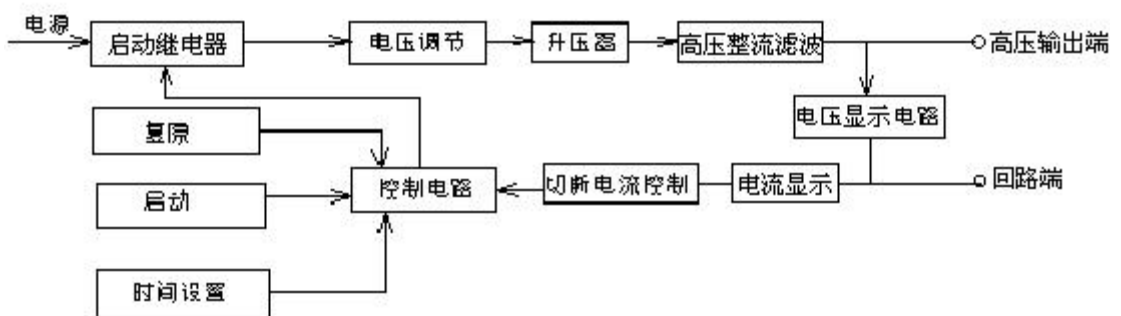 电源
启动继电器
电压调节
升压器
高压整流滤波
高压输出端
电压显示电路
复原
控制电路
切断电流控制
电流显示
回路端
启动
时间设置